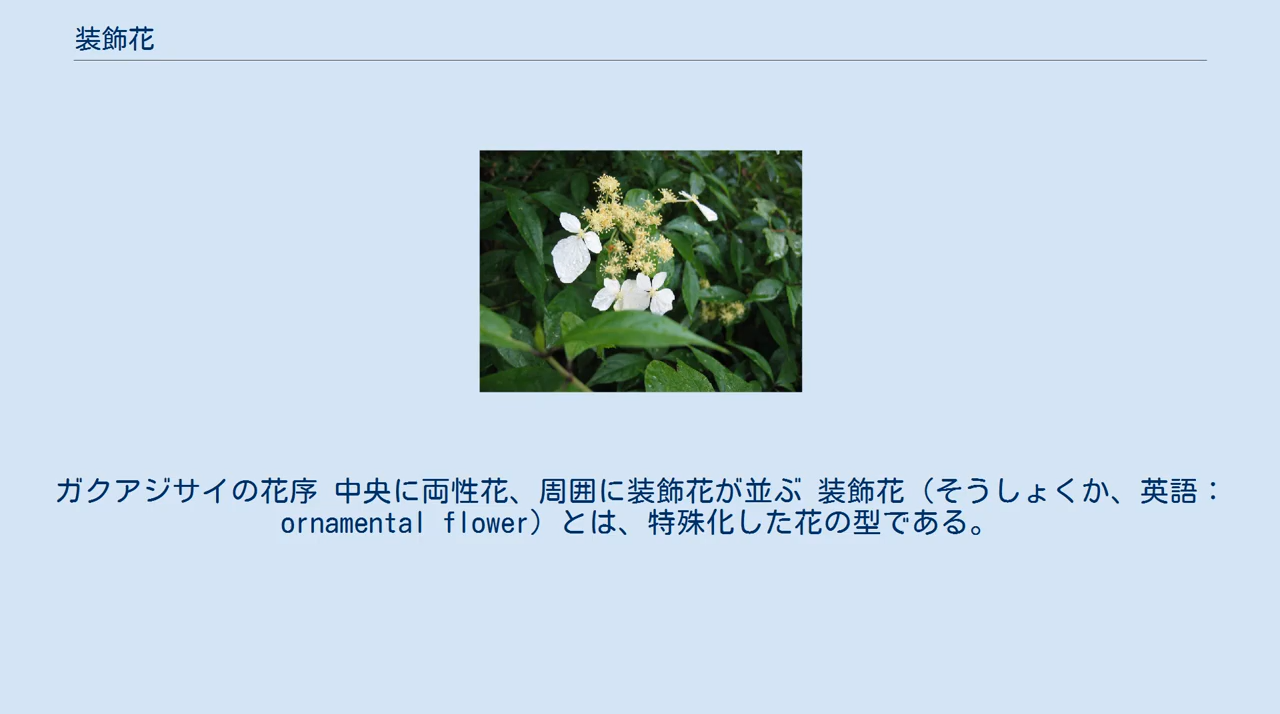 装飾花
ガクアジサイの花序 中央に両性花、周囲に装飾花が並ぶ 装飾花（そうしょくか、英語：
ornamental flower）とは、特殊化した花の型である。